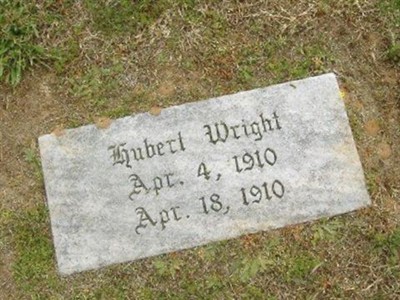 Hubert Wright
Apr. 4, 1910
Apr. 18, 1910